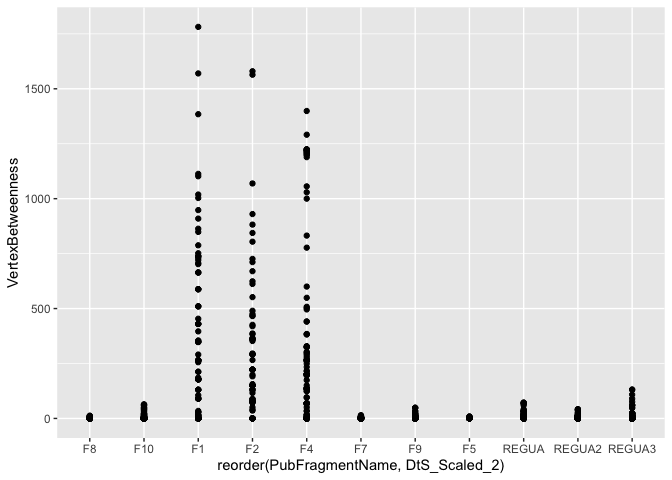 1500
1000
500
0
VertexBetweenness
F8 F10 F1 F2 F4 F7 F9 F5 REGUA REGUA2 REGUA3
reorder(PubFragmentName, DtS_Scaled_2)